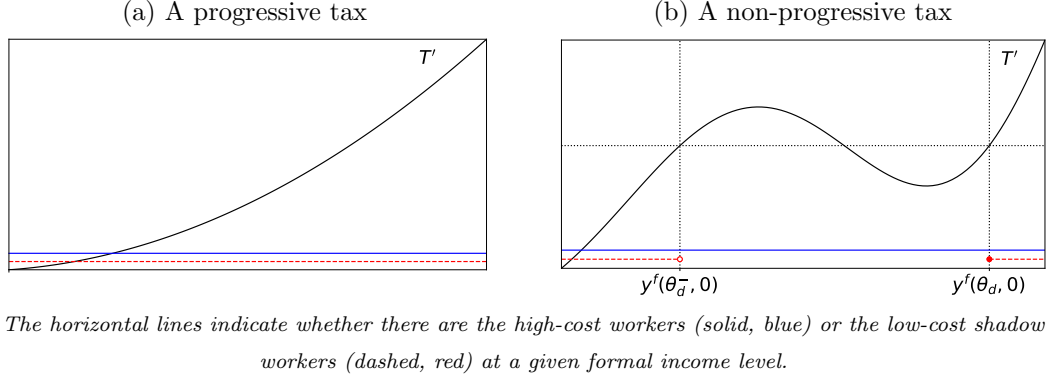 (a) A progressive tax
(b) A non-progressive tax
T′
T′
y^f(θ_d^-, 0)
y^f(θ_d, 0)
The horizontal lines indicate whether there are the high-cost workers (solid, blue) or the low-cost shadow
workers (dashed, red) at a given formal income level.